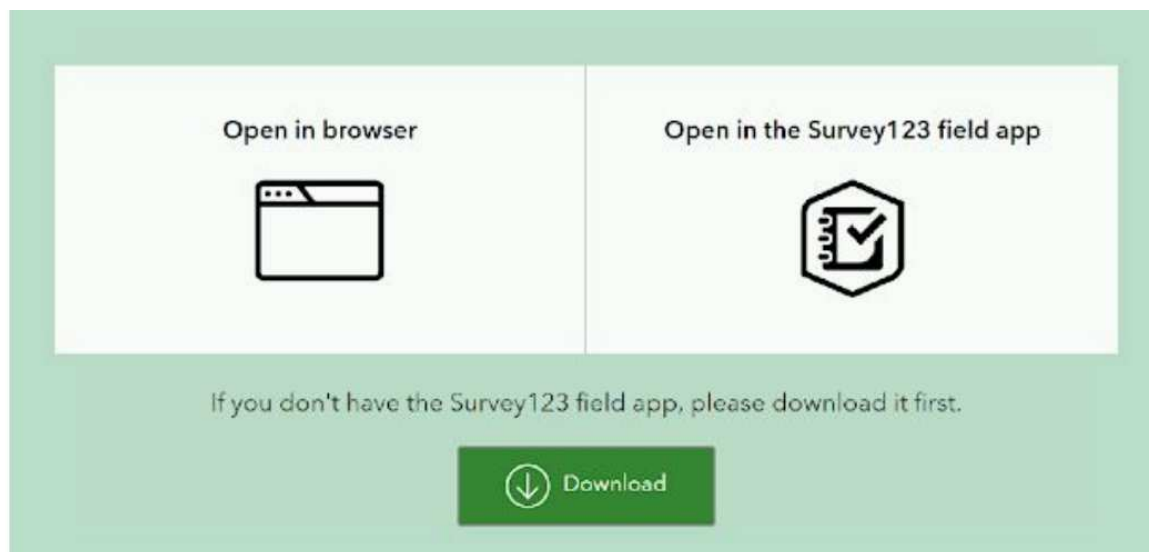 Open in browser
Open in the Survey123 field app
If you don't have the Survey123 field app, please download it first.
Download